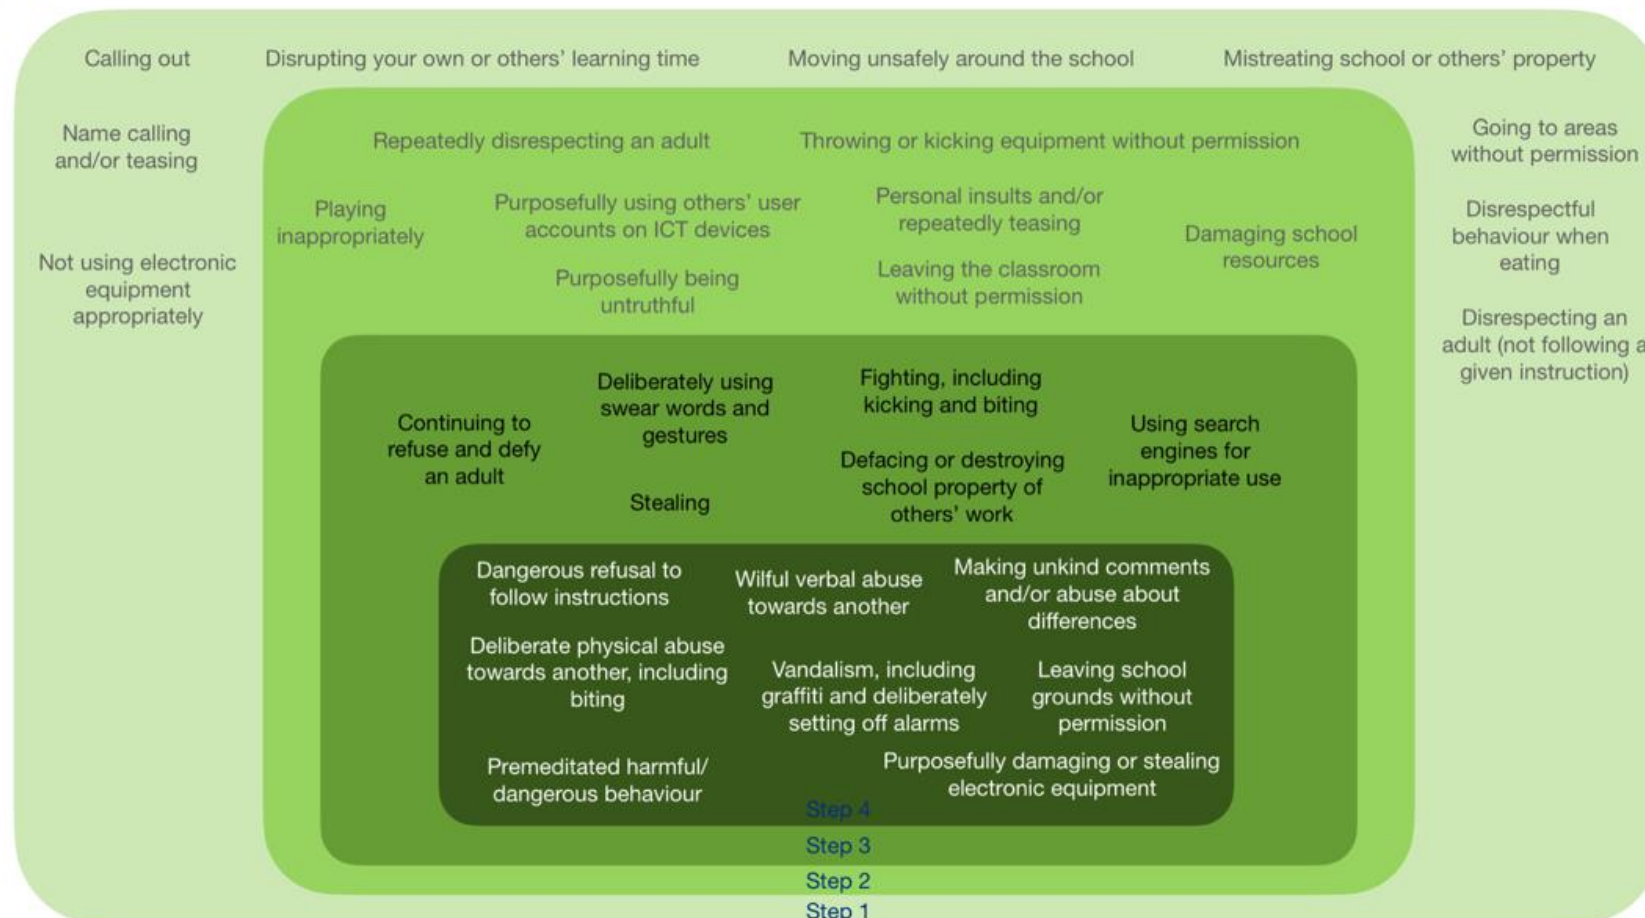 Calling out
Disrupting your own or others’ learning time
Moving unsafely around the school
Mistreating school or others’ property
Name calling
and/or teasing
Not using electronic
equipment
appropriately
Going to areas
without permission
Disrespectful
behaviour when
eating
Disrespecting an
adult (not following a
given instruction)
Repeatedly disrespecting an adult
Throwing or kicking equipment without permission
Playing
inappropriately
Purposefully using others’ user
accounts on ICT devices
Personal insults and/or
repeatedly teasing
Damaging school
resources
Purposefully being
untruthful
Leaving the classroom
without permission
Continuing to
refuse and defy
an adult
Deliberately using
swear words and
gestures
Fighting, including
kicking and biting
Using search
engines for
inappropriate use
Stealing
Defacing or destroying
school property of
others’ work
Dangerous refusal to
follow instructions
Wilful verbal abuse
towards another
Making unkind comments
and/or abuse about
differences
Deliberate physical abuse
towards another, including
biting
Vandalism, including
graffiti and deliberately
setting off alarms
Leaving school
grounds without
permission
Premeditated harmful/
dangerous behaviour
Purposefully damaging or stealing
electronic equipment
Step 4
Step 3
Step 2
Step 1